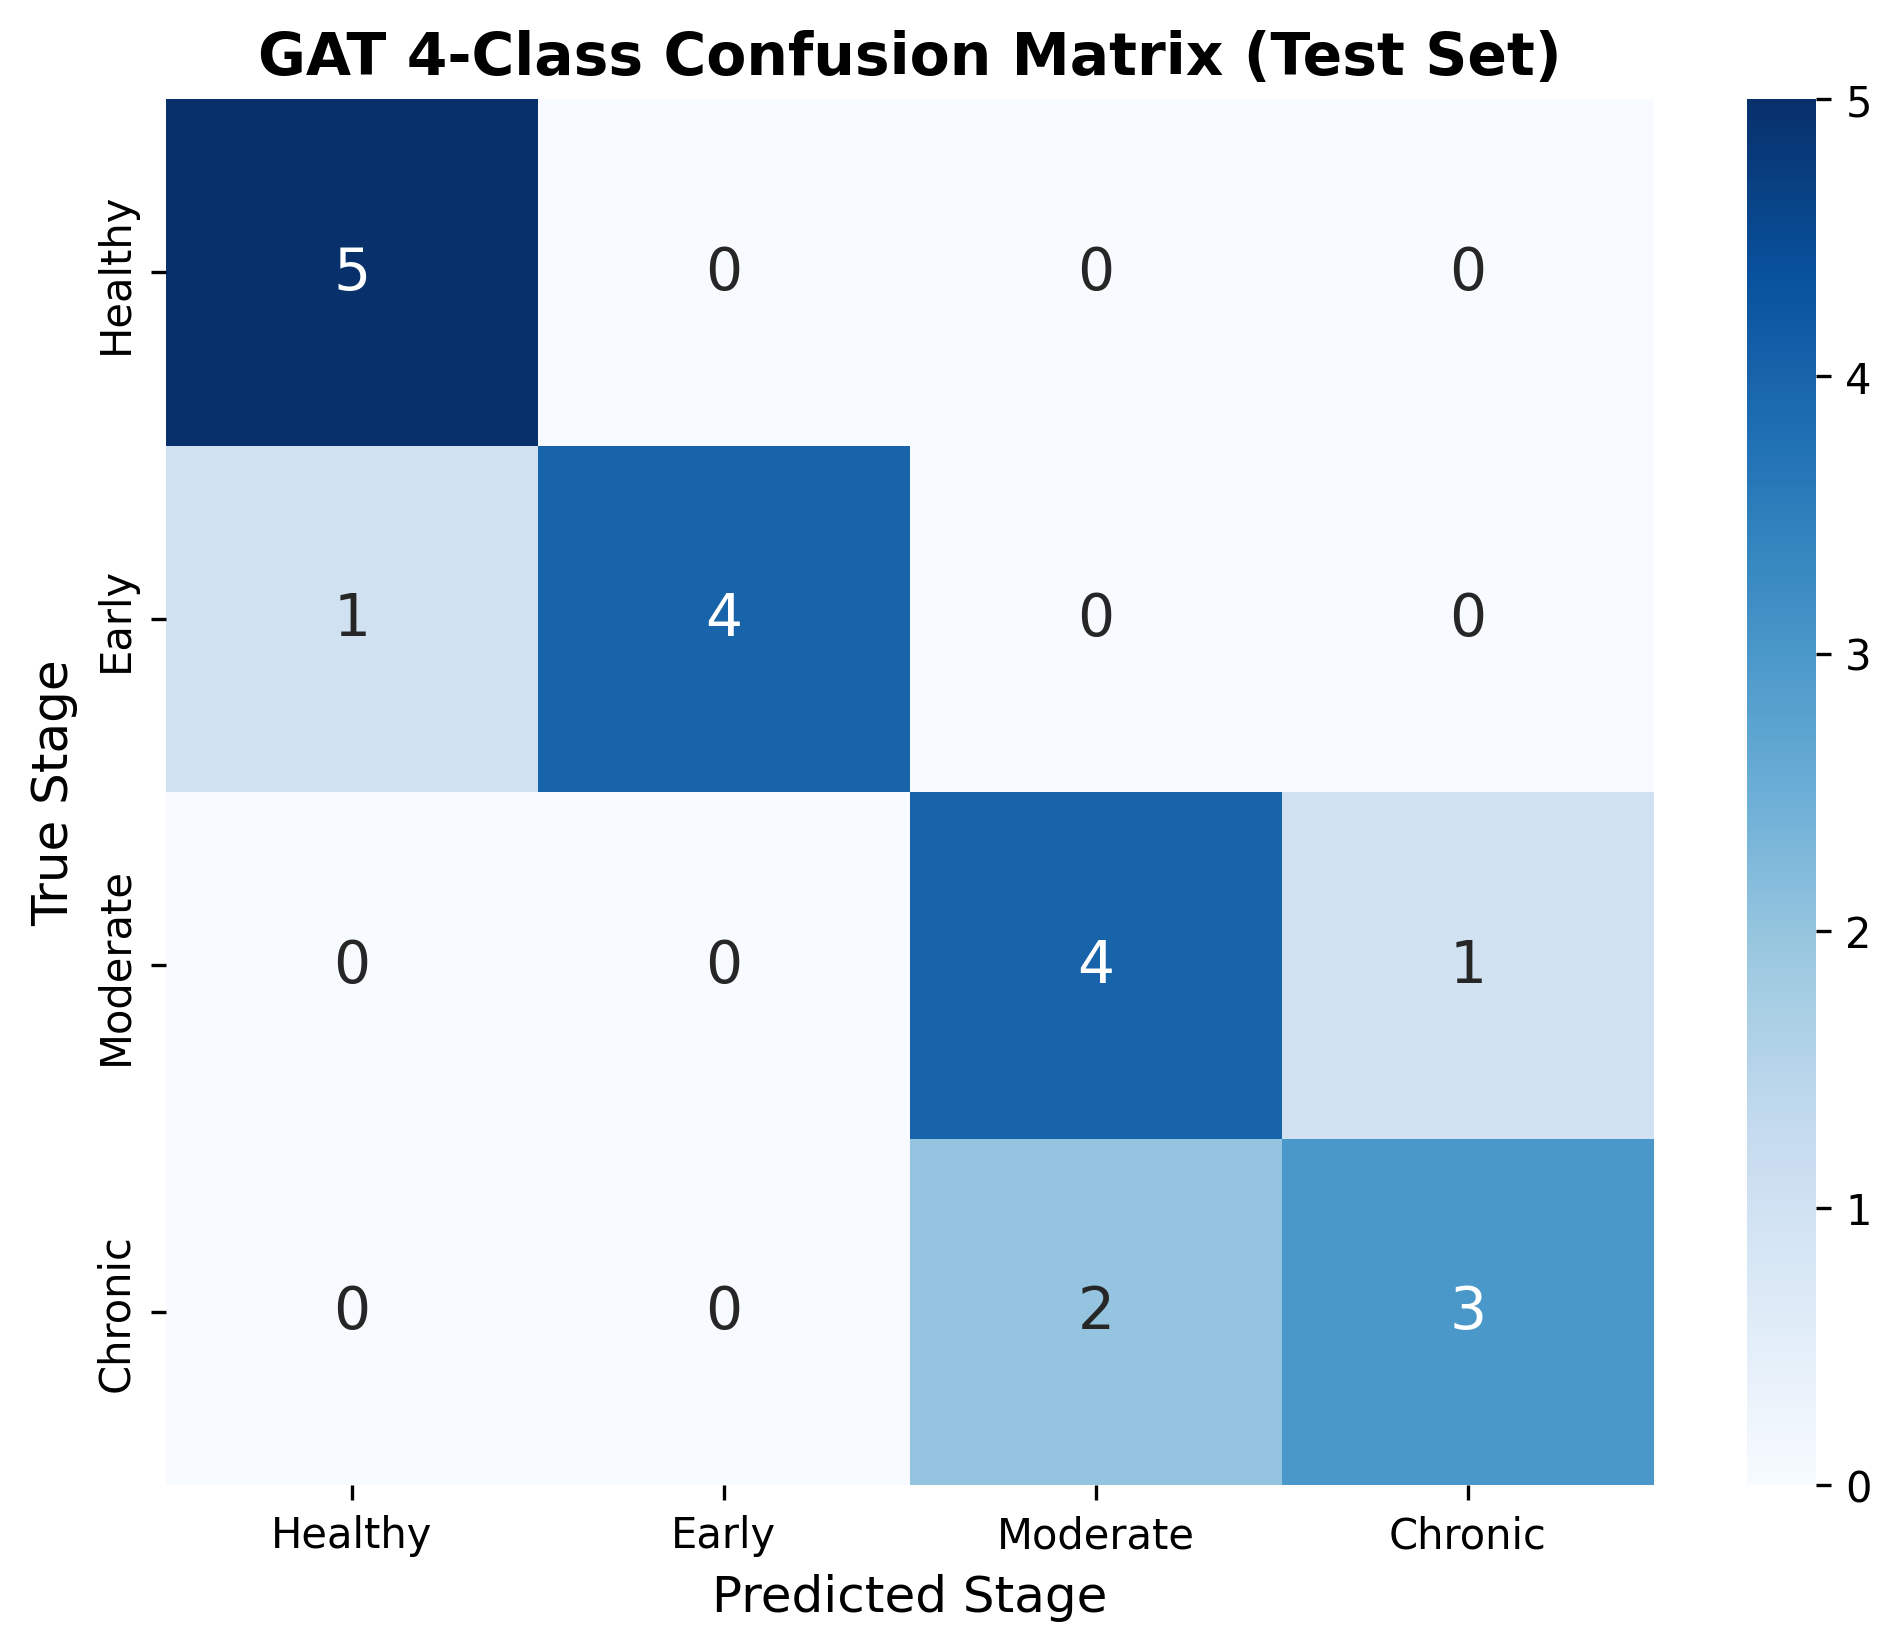 GAT 4-Class Confusion Matrix (Test Set)
True Stage
Healthy
5 0 0 0
Early
1 4 0 0
Moderate
0 0 4 1
Chronic
0 0 2 3
Healthy Early Moderate Chronic
Predicted Stage
5
4
3
2
1
0